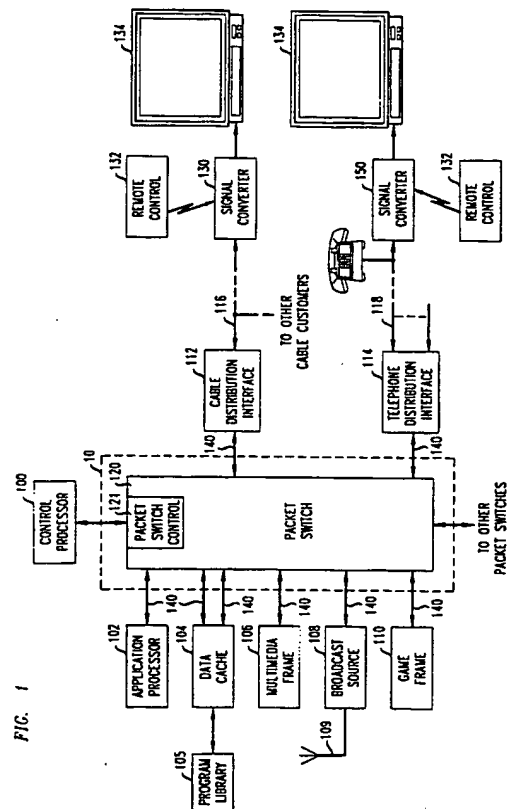 FIG. 1
100
CONTROL
PROCESSOR
10
120
121
PACKET
SWITCH
CONTROL
PACKET
SWITCH
102
APPLICATION
PROCESSOR
140
104
DATA
CACHE
140
140
105
PROGRAM
LIBRARY
106
MULTIMEDIA
FRAME
140
108
BROADCAST
SOURCE
140
109
110
GAME
FRAME
140
TO OTHER
PACKET SWITCHES
112
CABLE
DISTRIBUTION
INTERFACE
140
116
TO OTHER
CABLE CUSTOMERS
114
TELEPHONE
DISTRIBUTION
INTERFACE
140
118
132
REMOTE
CONTROL
130
SIGNAL
CONVERTER
134
150
SIGNAL
CONVERTER
132
REMOTE
CONTROL
134